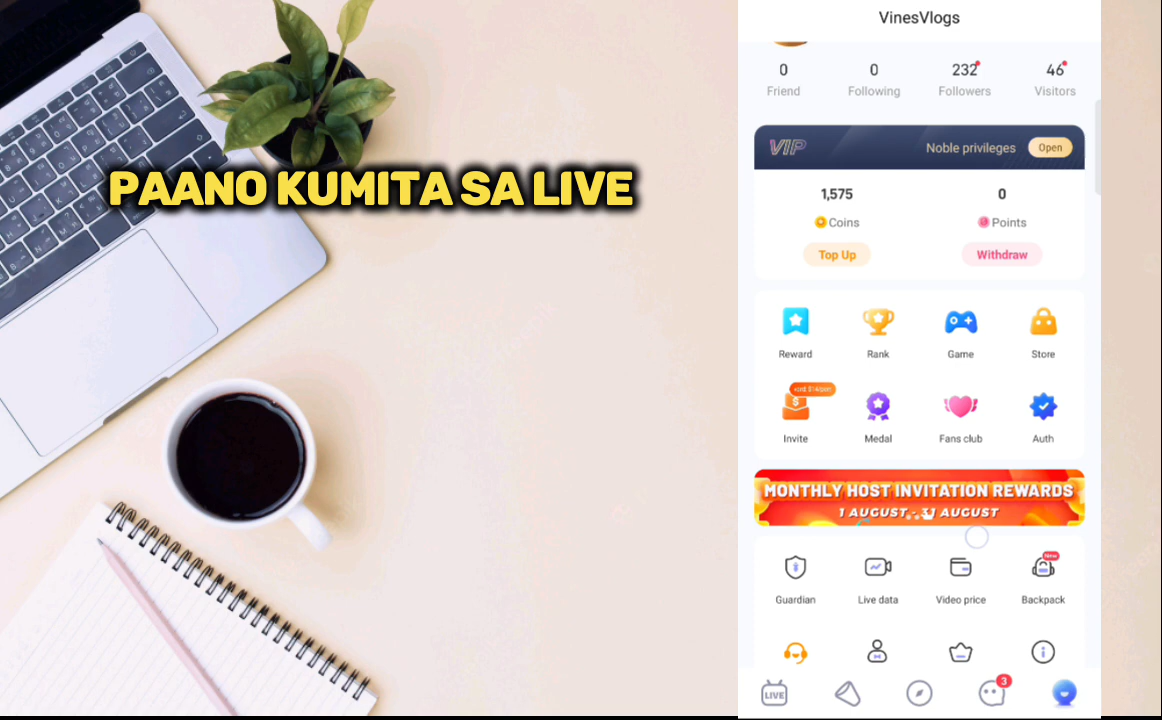 PAANO KUMITA SA LIVE
VinesVlogs
0
0
232
46
Friend
Following
Followers
Visitors
VIP
Noble privileges
Open
1,575
0
Coins
Points
Top Up
Withdraw
Reward
Rank
Game
Store
Invite
Medal
Fans club
Auth
MONTHLY HOST INVITATION REWARDS
1 AUGUST - 31 AUGUST
New
Guardian
Live data
Video price
Backpack
LIVE
3